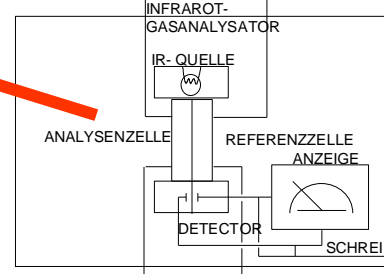 INFRAROT-
GASANALYSATOR
IR- QUELLE
ANALYSENZELLE
REFERENZZELLE
ANZEIGE
DETECTOR
SCHREI